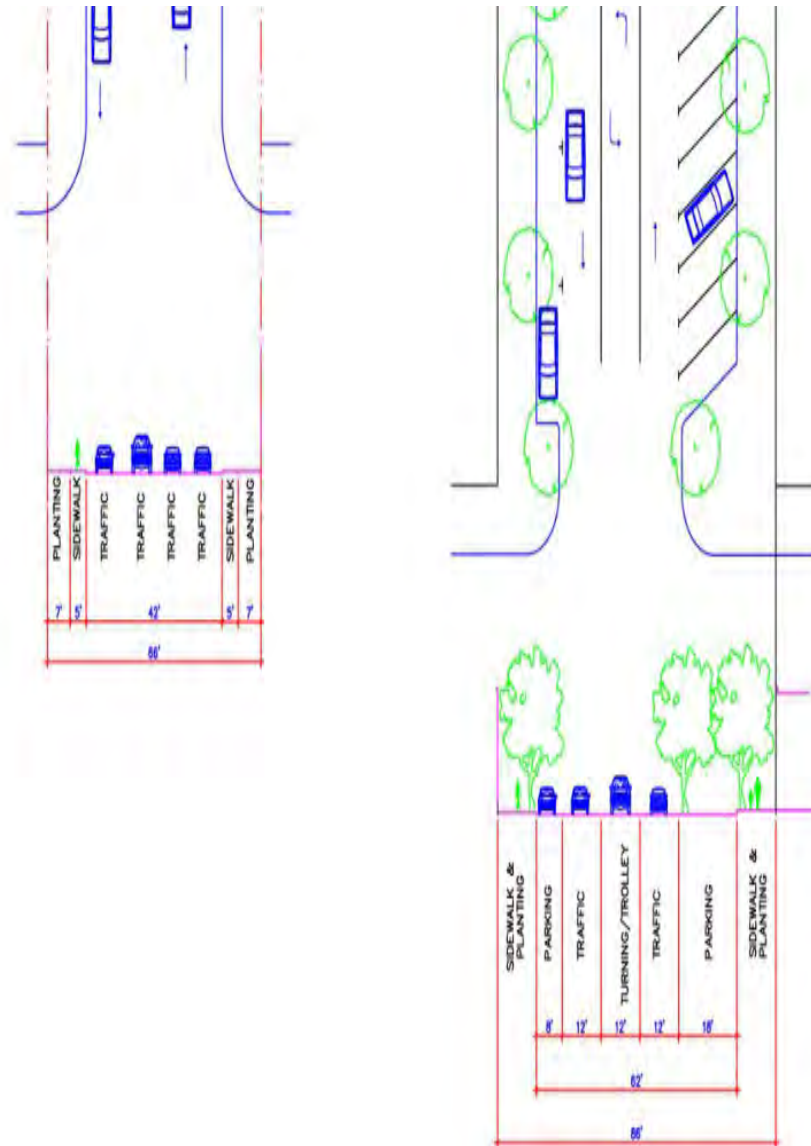 PLANTING
SIDEWALK
TRAFFIC
TRAFFIC
TRAFFIC
TRAFFIC
SIDEWALK
PLANTING
7'
5'
42'
5'
7'
66'
SIDEWALK &
PLANTING
PARKING
TRAFFIC
TURNING/TROLLEY
TRAFFIC
PARKING
SIDEWALK &
PLANTING
8'
12'
12'
12'
18'
62'
86'